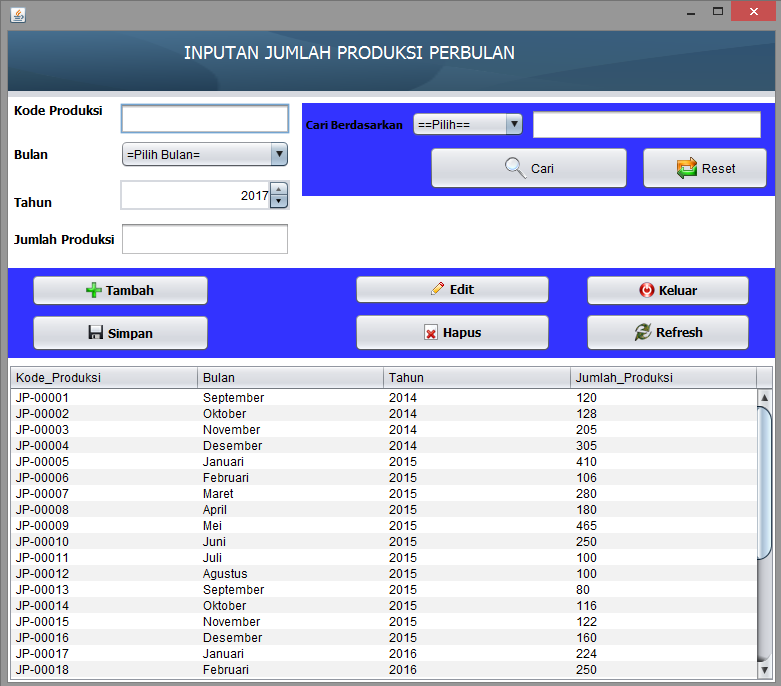 INPUTAN JUMLAH PRODUKSI PERBULAN
Kode Produksi
Cari Berdasarkan ==Pilih==
Bulan =Pilih Bulan=
Cari Reset
Tahun 2017
Jumlah Produksi
Tambah Edit Keluar
Simpan Hapus Refresh
Kode_Produksi Bulan Tahun Jumlah_Produksi
JP-00001 September 2014 120
JP-00002 Oktober 2014 128
JP-00003 November 2014 205
JP-00004 Desember 2014 305
JP-00005 Januari 2015 410
JP-00006 Februari 2015 106
JP-00007 Maret 2015 280
JP-00008 April 2015 180
JP-00009 Mei 2015 465
JP-00010 Juni 2015 250
JP-00011 Juli 2015 100
JP-00012 Agustus 2015 100
JP-00013 September 2015 80
JP-00014 Oktober 2015 116
JP-00015 November 2015 122
JP-00016 Desember 2015 160
JP-00017 Januari 2016 224
JP-00018 Februari 2016 250